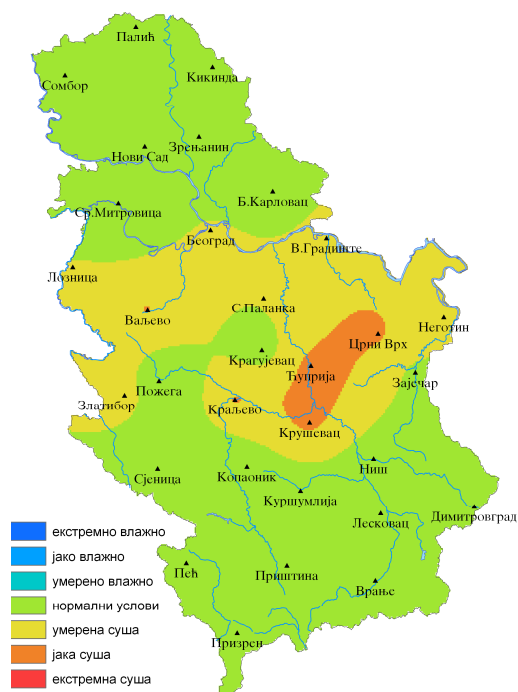 Палић
Сомбор
Кикинда
Зрењанин
Нови Сад
Б.Карловац
Ср.Митровица
Београд
В.Градиште
Лозница
С.Паланка
Ваљево
Неготин
Црни Врх
Крагујевац
Ћуприја
Зајечар
Пожега
Златибор
Краљево
Крушевац
Ниш
Сјеница
Копаоник
Куршумлија
Лесковац
Димитровград
Пећ
Приштина
Врање
Призрен
екстремно влажно
јако влажно
умерено влажно
нормални услови
умерена суша
јака суша
екстремна суша